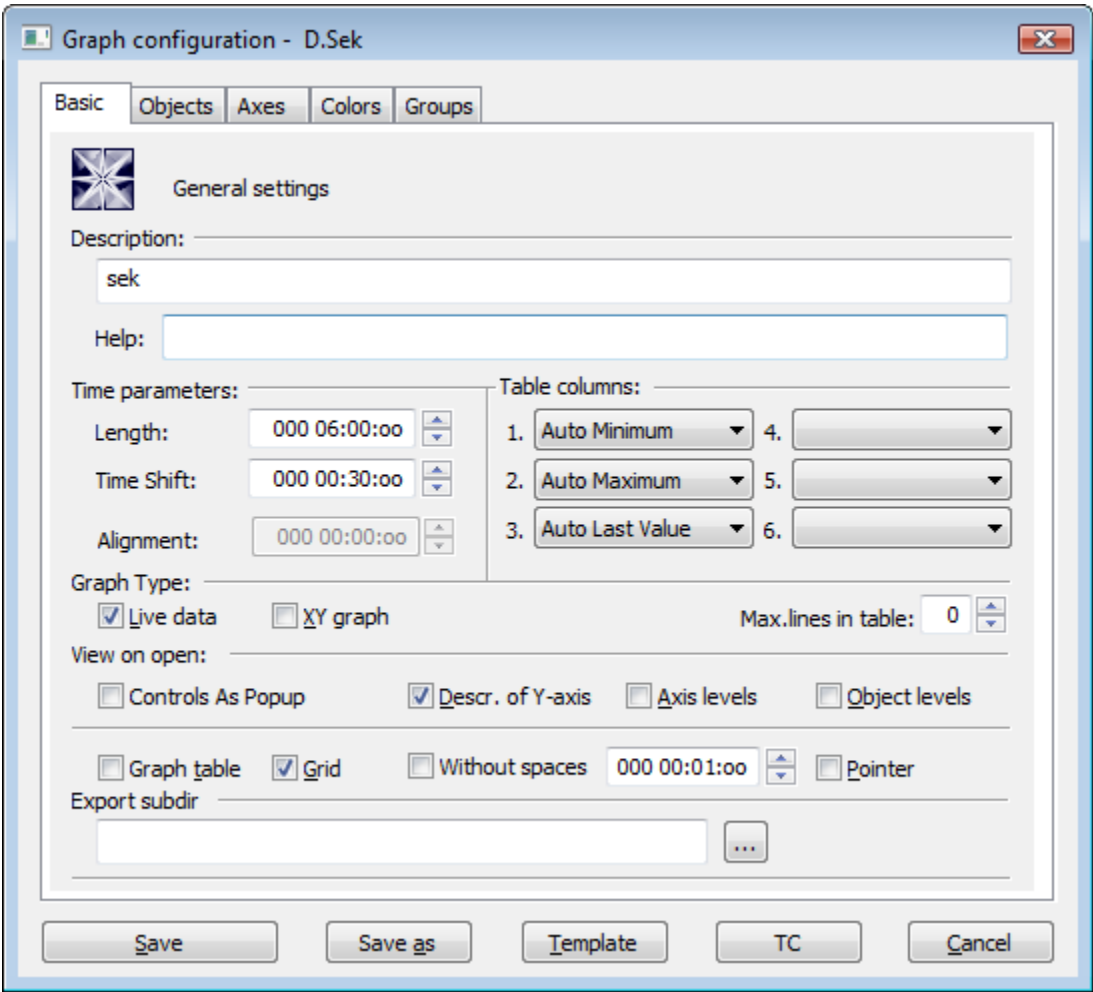 Graph configuration -  D.Sek
Basic Objects Axes Colors Groups
General settings
Description:
sek
Help:
Time parameters: Table columns:
Length: 000 06:00:oo 1. Auto Minimum 4.
Time Shift: 000 00:30:oo 2. Auto Maximum 5.
Alignment: 000 00:00:oo 3. Auto Last Value 6.
Graph Type:
Live data XY graph Max.lines in table: 0
View on open:
Controls As Popup Descr. of Y-axis Axis levels Object levels
Graph table Grid Without spaces 000 00:01:oo Pointer
Export subdir
...
Save Save as Template TC Cancel